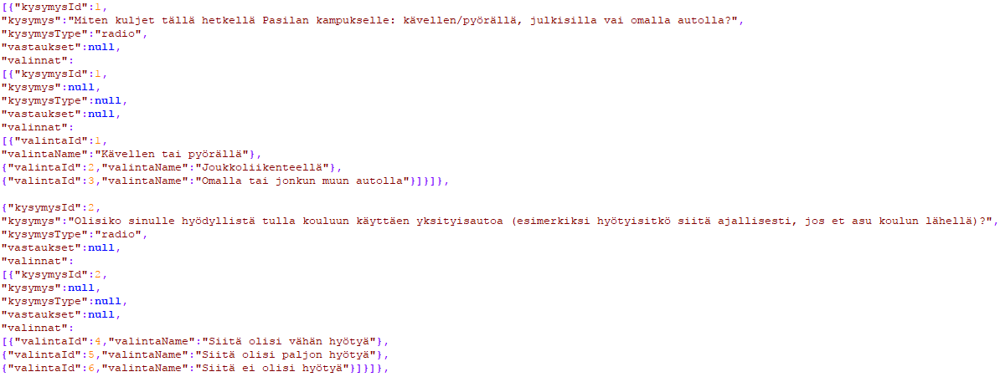 [{"kysymysId":1,
"kysymys":"Miten kuljet tällä hetkellä Pasilan kampukselle: kävellen/pyörällä, julkisilla vai omalla autolla?",
"kysymysType":"radio",
"vastaukset":null,
"valinnat":
[{"kysymysId":1,
"kysymys":null,
"kysymysType":null,
"vastaukset":null,
"valinnat":
[{"valintaId":1,
"valintaName":"Kävellen tai pyörällä"},
{"valintaId":2,"valintaName":"Joukkoliikenteellä"},
{"valintaId":3,"valintaName":"Omalla tai jonkun muun autolla"}]}]},
{"kysymysId":2,
"kysymys":"Olisiko sinulle hyödyllistä tulla kouluun käyttäen yksityisautoa (esimerkiksi hyötyisitkö siitä ajallisesti, jos et asu koulun lähellä)?",
"kysymysType":"radio",
"vastaukset":null,
"valinnat":
[{"kysymysId":2,
"kysymys":null,
"kysymysType":null,
"vastaukset":null,
"valinnat":
[{"valintaId":4,"valintaName":"Siitä olisi vähän hyötyä"},
{"valintaId":5,"valintaName":"Siitä olisi paljon hyötyä"},
{"valintaId":6,"valintaName":"Siitä ei olisi hyötyä"}]}]},